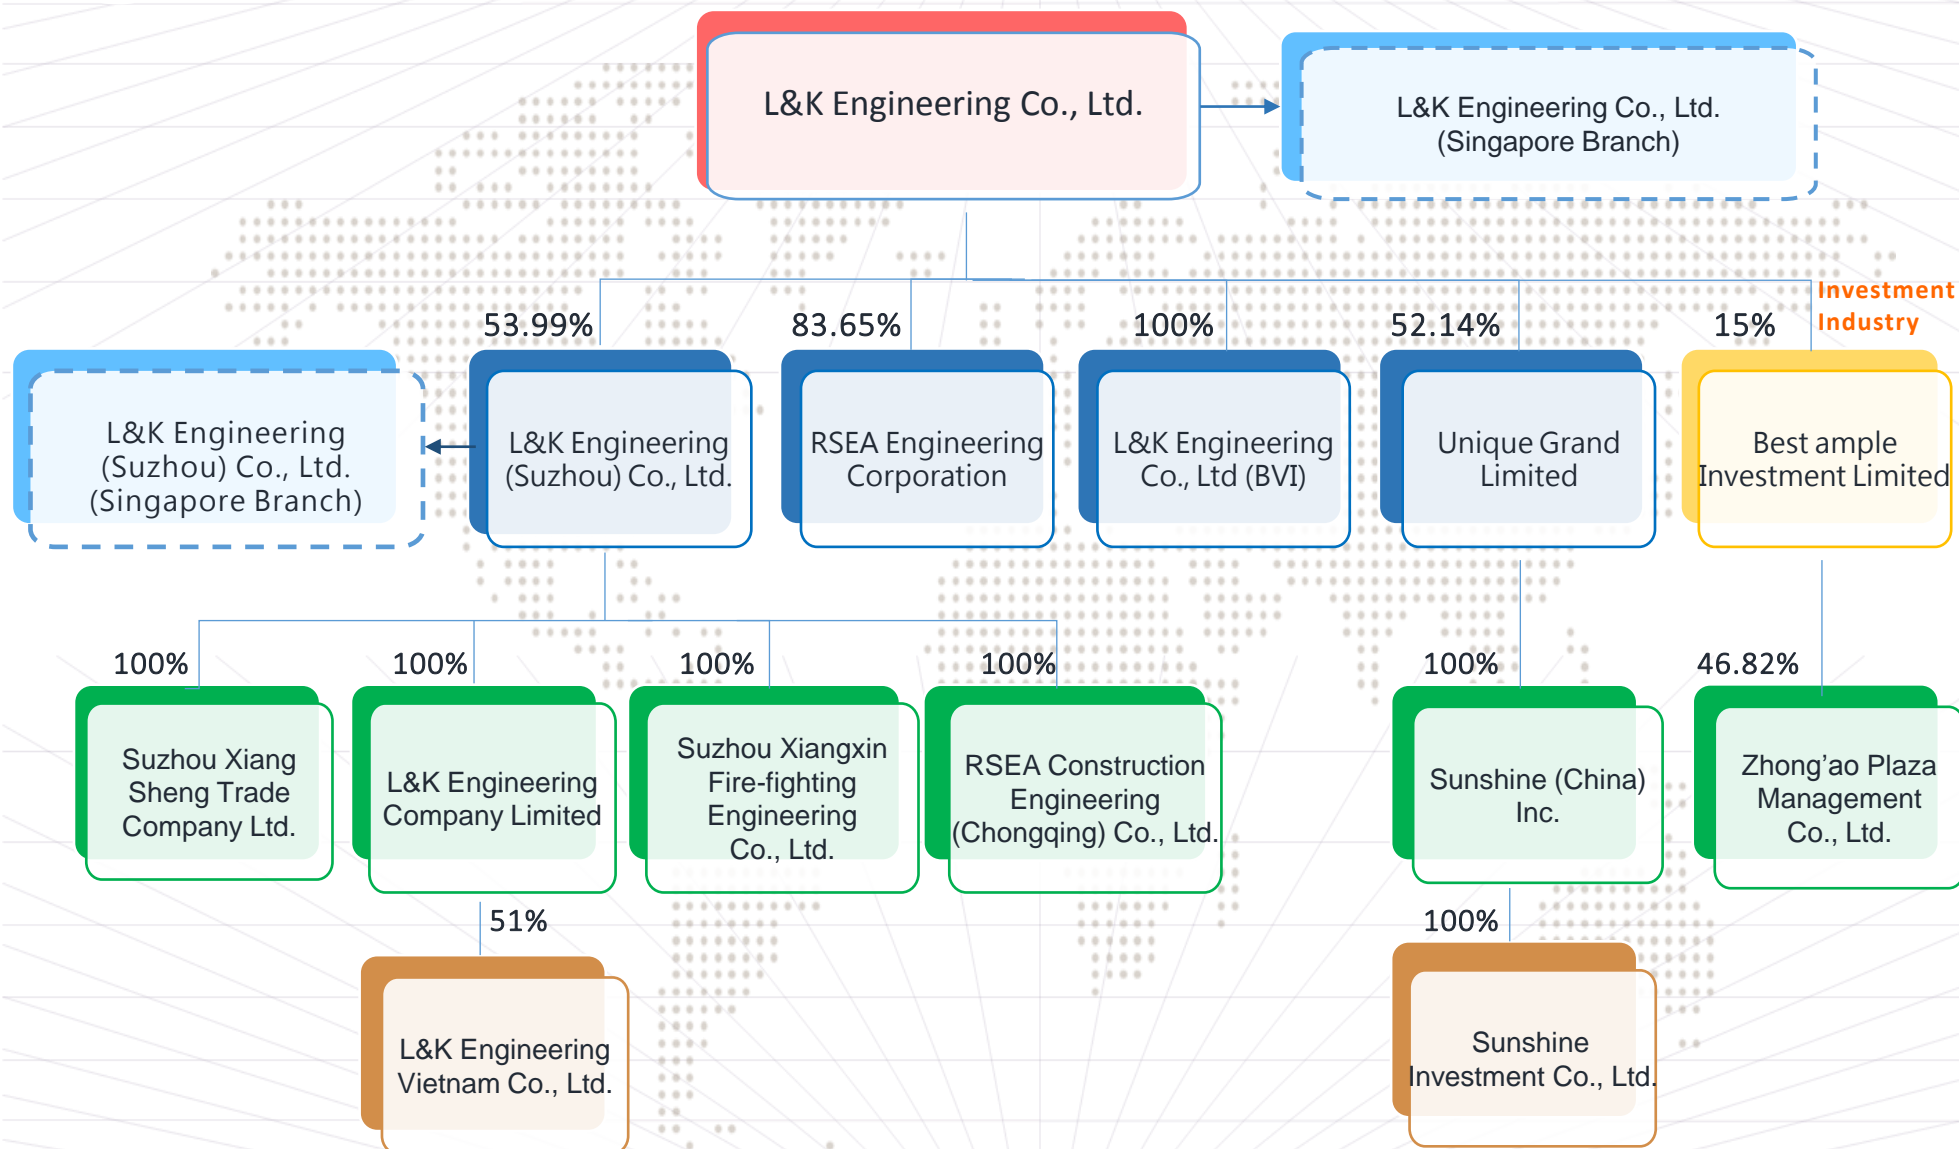 L&K Engineering Co., Ltd.
L&K Engineering Co., Ltd.
(Singapore Branch)
Investment
Industry
53.99%
83.65%
100%
52.14%
15%
L&K Engineering
(Suzhou) Co., Ltd.
(Singapore Branch)
L&K Engineering
(Suzhou) Co., Ltd.
RSEA Engineering
Corporation
L&K Engineering
Co., Ltd (BVI)
Unique Grand
Limited
Best ample
Investment Limited
100%
100%
100%
100%
100%
46.82%
Suzhou Xiang
Sheng Trade
Company Ltd.
L&K Engineering
Company Limited
Suzhou Xiangxin
Fire-fighting
Engineering
Co., Ltd.
RSEA Construction
Engineering
(Chongqing) Co., Ltd.
Sunshine (China)
Inc.
Zhong’ao Plaza
Management
Co., Ltd.
51%
100%
L&K Engineering
Vietnam Co., Ltd.
Sunshine
Investment Co., Ltd.